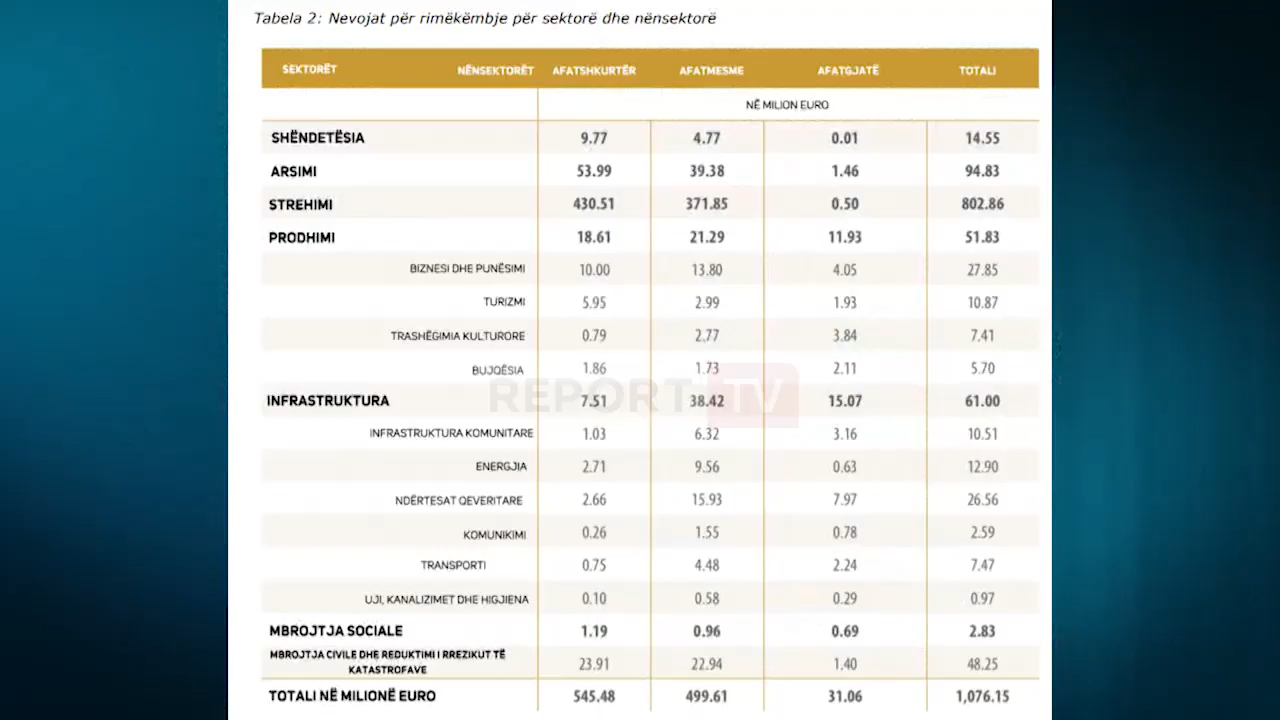 Tabela 2: Nevojat për rimëkëmbje për sektorë dhe nënsektorë
SEKTORËT NËNSEKTORËT AFATSHKURTËR AFATMESME AFATGJATË TOTALI
NË MILION EURO
SHËNDETËSIA 9.77 4.77 0.01 14.55
ARSIMI 53.99 39.38 1.46 94.83
STREHIMI 430.51 371.85 0.50 802.86
PRODHIMI 18.61 21.29 11.93 51.83
BIZNESI DHE PUNËSIMI 10.00 13.80 4.05 27.85
TURIZMI 5.95 2.99 1.93 10.87
TRASHËGIMIA KULTURORE 0.79 2.77 3.84 7.41
BUJQËSIA 1.86 1.73 2.11 5.70
REPORT TV
INFRASTRUKTURA 7.51 38.42 15.07 61.00
INFRASTRUKTURA KOMUNITARE 1.03 6.32 3.16 10.51
ENERGJIA 2.71 9.56 0.63 12.90
NDËRTESAT QEVERITARE 2.66 15.93 7.97 26.56
KOMUNIKIMI 0.26 1.55 0.78 2.59
TRANSPORTI 0.75 4.48 2.24 7.47
UJI, KANALIZIMET DHE HIGJIENA 0.10 0.58 0.29 0.97
MBROJTJA SOCIALE 1.19 0.96 0.69 2.83
MBROJTJA CIVILE DHE REDUKTIMI I RREZIKUT TË
KATASTROFAVE 23.91 22.94 1.40 48.25
TOTALI NË MILIONË EURO 545.48 499.61 31.06 1,076.15